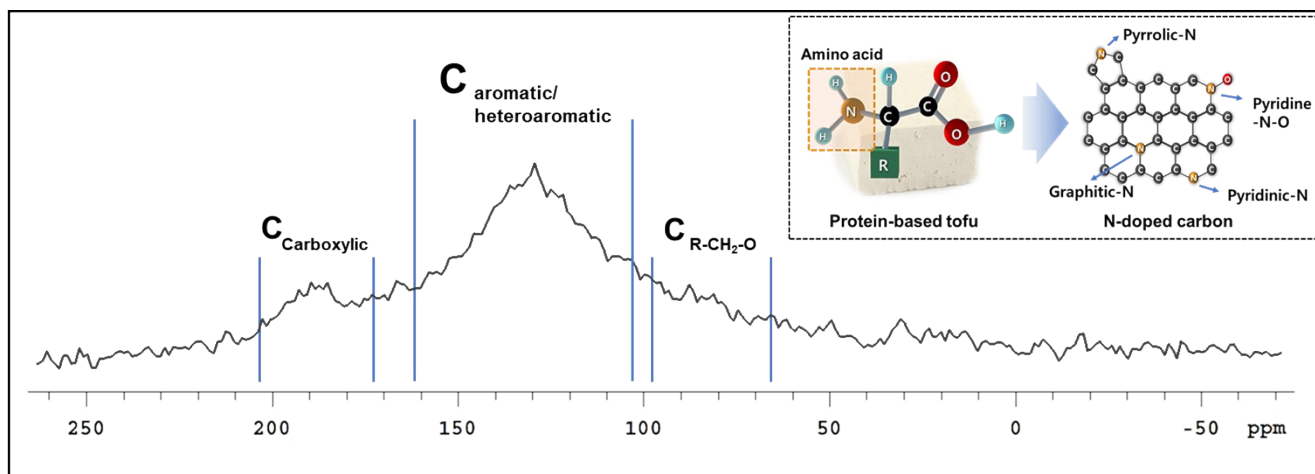 C aromatic/
heteroaromatic
C Carboxylic
C R-CH₂-O
Amino acid
H
H
N
H
C
C
O
O
H
R
Protein-based tofu
Pyrrolic-N
Pyridine
-N-O
Graphitic-N
Pyridinic-N
N-doped carbon
250 200 150 100 50 0 -50 ppm